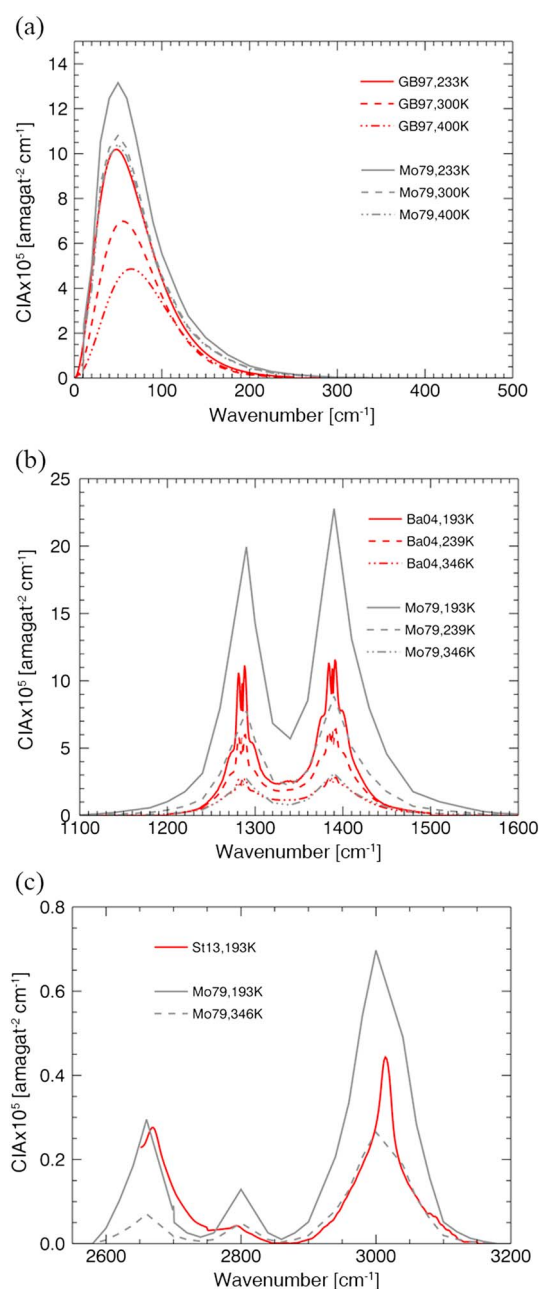 (a)
14
12
10
8
6
4
2
0
CIAx10⁵ [amagat⁻² cm⁻¹]
GB97,233K
GB97,300K
GB97,400K
Mo79,233K
Mo79,300K
Mo79,400K
0 100 200 300 400 500
Wavenumber [cm⁻¹]
(b)
25
20
15
10
5
0
CIAx10⁵ [amagat⁻² cm⁻¹]
Ba04,193K
Ba04,239K
Ba04,346K
Mo79,193K
Mo79,239K
Mo79,346K
1100 1200 1300 1400 1500 1600
Wavenumber [cm⁻¹]
(c)
0.8
0.6
0.4
0.2
0.0
CIAx10⁵ [amagat⁻² cm⁻¹]
St13,193K
Mo79,193K
Mo79,346K
2600 2800 3000 3200
Wavenumber [cm⁻¹]